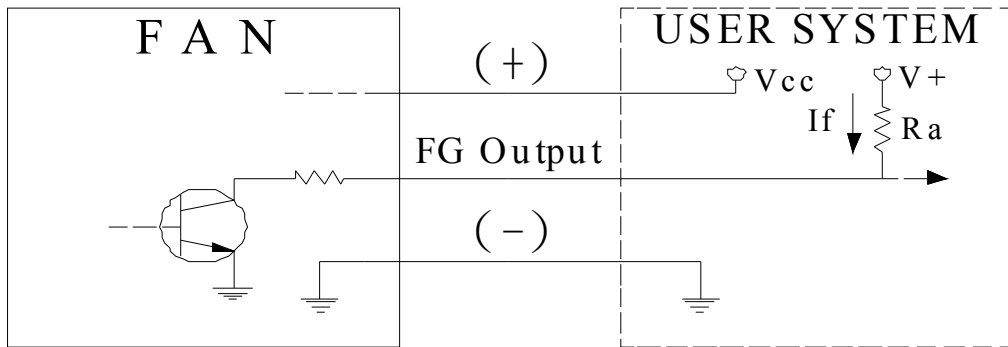 F A N
USER SYSTEM
(+)
Vcc
V+
If
Ra
FG Output
(-)